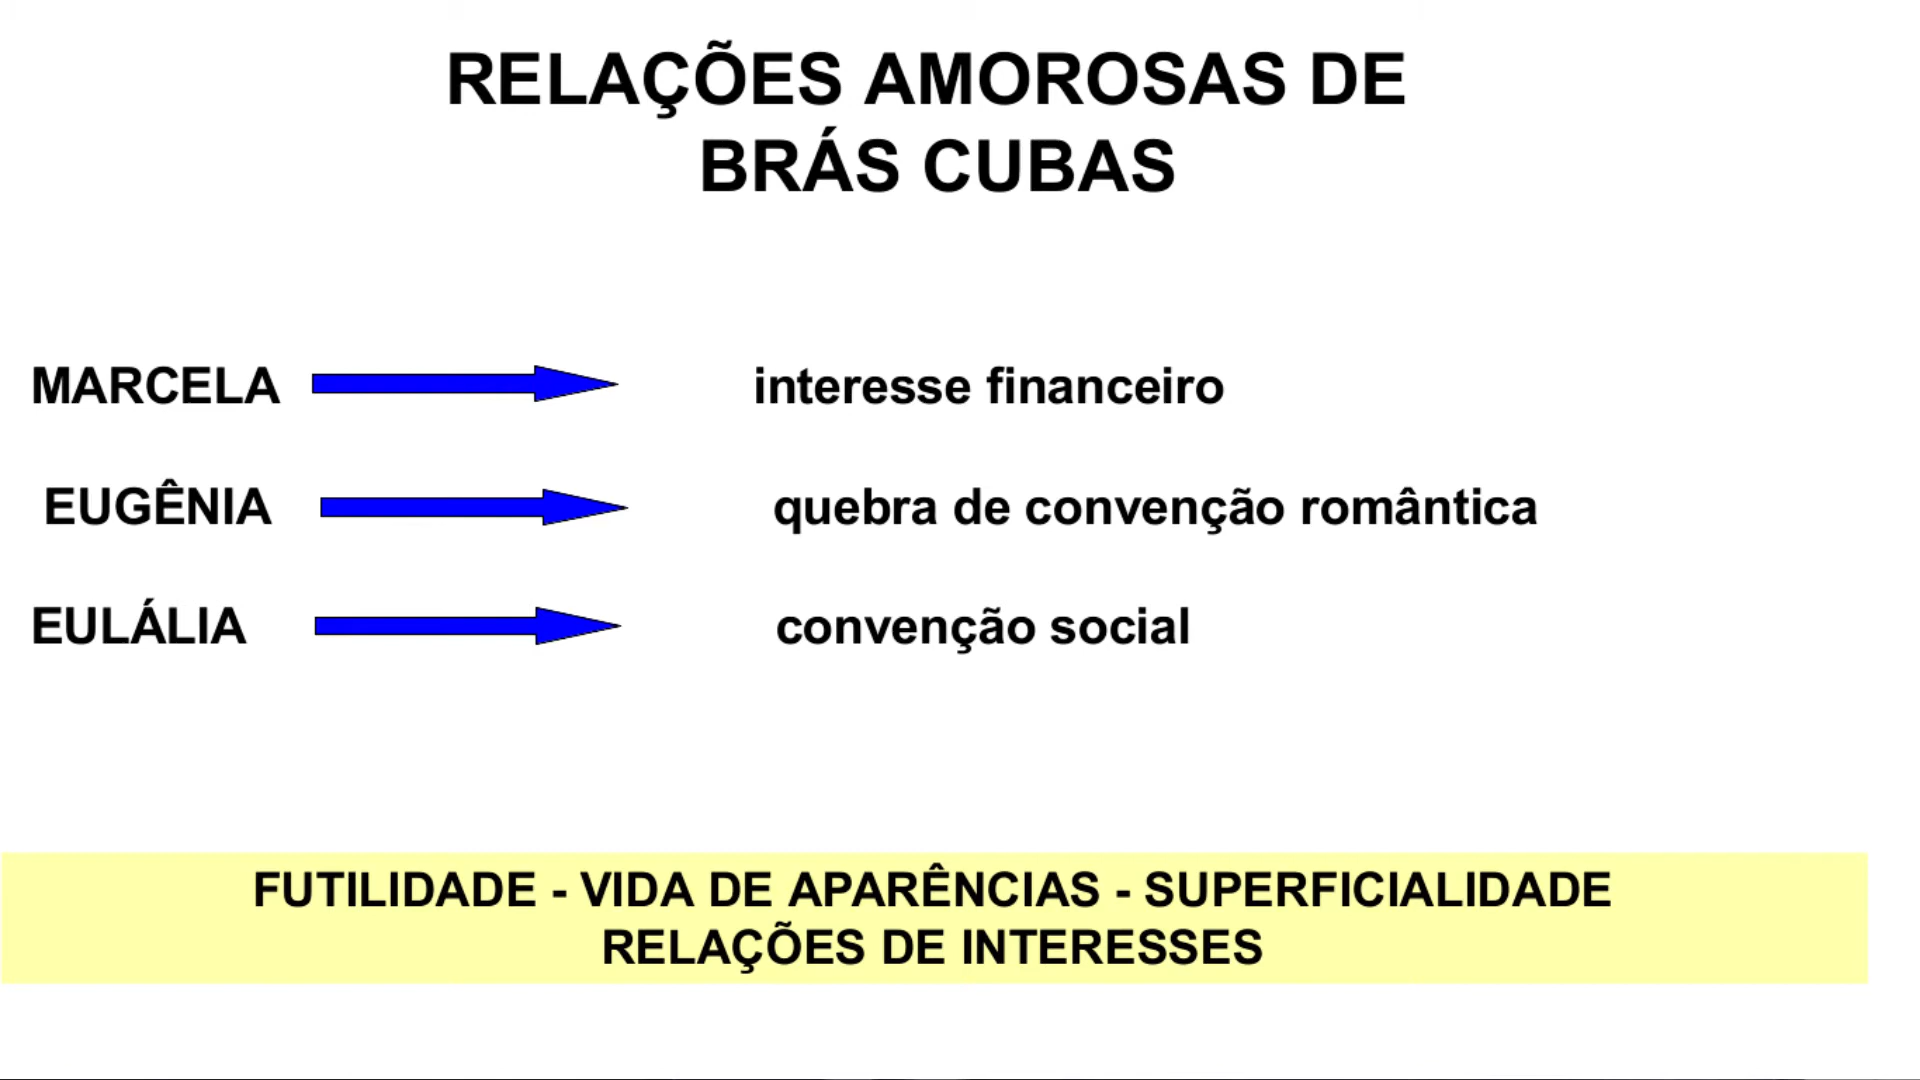 RELAÇÕES AMOROSAS DE
BRÁS CUBAS
MARCELA interesse financeiro
EUGÊNIA quebra de convenção romântica
EULÁLIA convenção social
FUTILIDADE - VIDA DE APARÊNCIAS - SUPERFICIALIDADE
RELAÇÕES DE INTERESSES